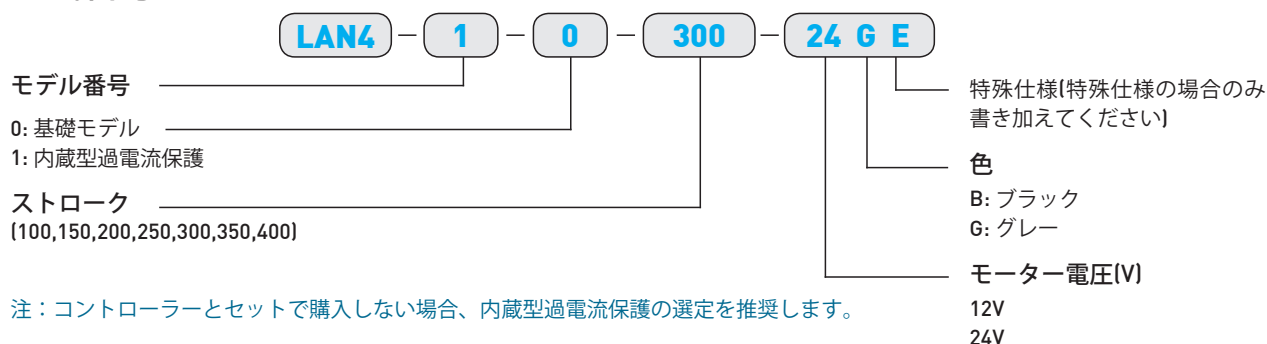 LAN4 - 1 - 0 - 300 - 24 G E
モデル番号
0: 基礎モデル
1: 内蔵型過電流保護
ストローク
(100,150,200,250,300,350,400)
注：コントローラーとセットで購入しない場合、内蔵型過電流保護の選定を推奨します。
特殊仕様(特殊仕様の場合のみ
書き加えてください)
色
B: ブラック
G: グレー
モーター電圧(V)
12V
24V